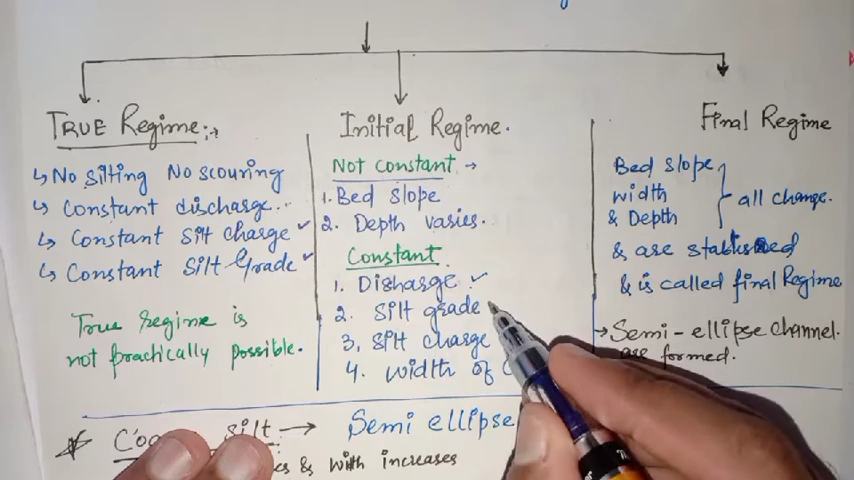 TRUE Regime:→
↳ No silting No scouring
↳ Constant discharge..
↳ Constant silt charge ✓
↳ Constant silt Grade ✓
True regime is
not practically possible.
Initial Regime.
Not constant →
1. Bed slope
2. Depth varies.
Constant
1. Disharge ✓
2. Silt grade
3. Silt charge
4. width of
Final Regime
Bed slope
width
& Depth
all change.
& are
& is called final Regime
→ Semi-ellipse channel.
are formed.
silt → Semi ellipse
& with increases